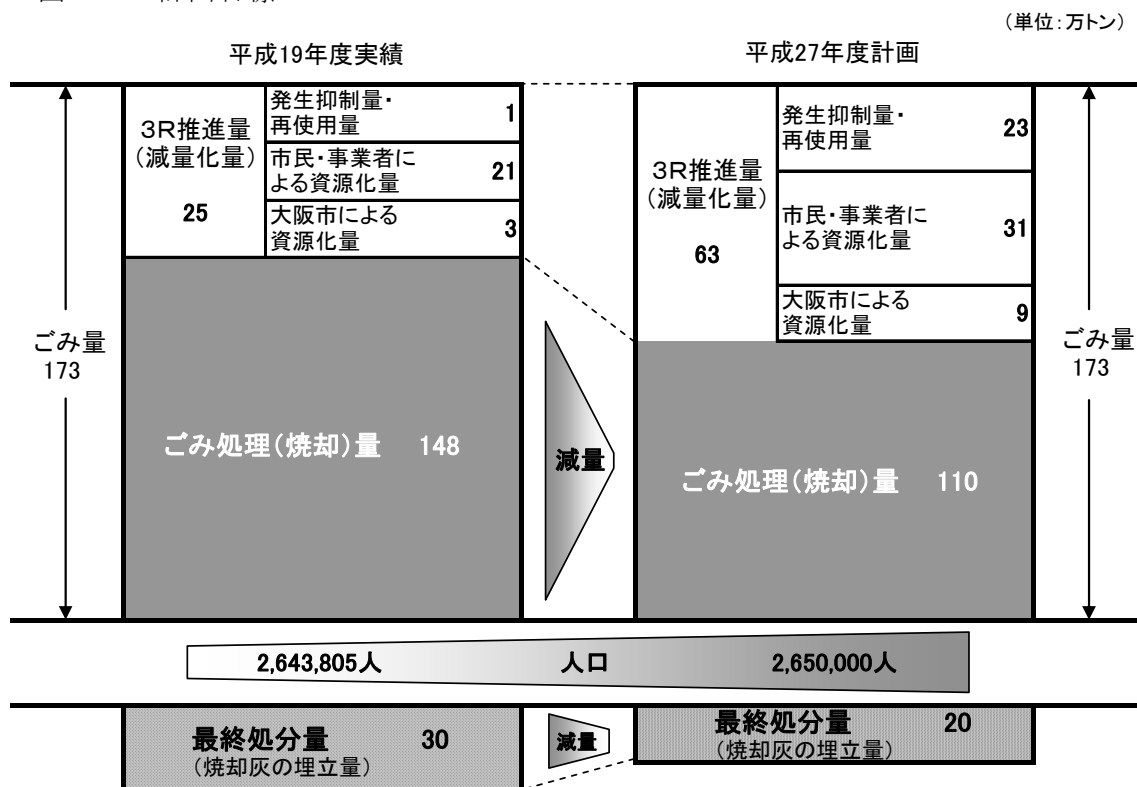 (単位:万トン)
平成19年度実績
平成27年度計画
3R推進量
(減量化量)
25
発生抑制量・
再使用量
1
市民・事業者に
よる資源化量
21
大阪市による
資源化量
3
3R推進量
(減量化量)
63
発生抑制量・
再使用量
23
市民・事業者に
よる資源化量
31
大阪市による
資源化量
9
ごみ量
173
ごみ量
173
ごみ処理(焼却)量 148
減量
ごみ処理(焼却)量 110
2,643,805人 人口 2,650,000人
最終処分量 30
(焼却灰の埋立量)
減量
最終処分量 20
(焼却灰の埋立量)